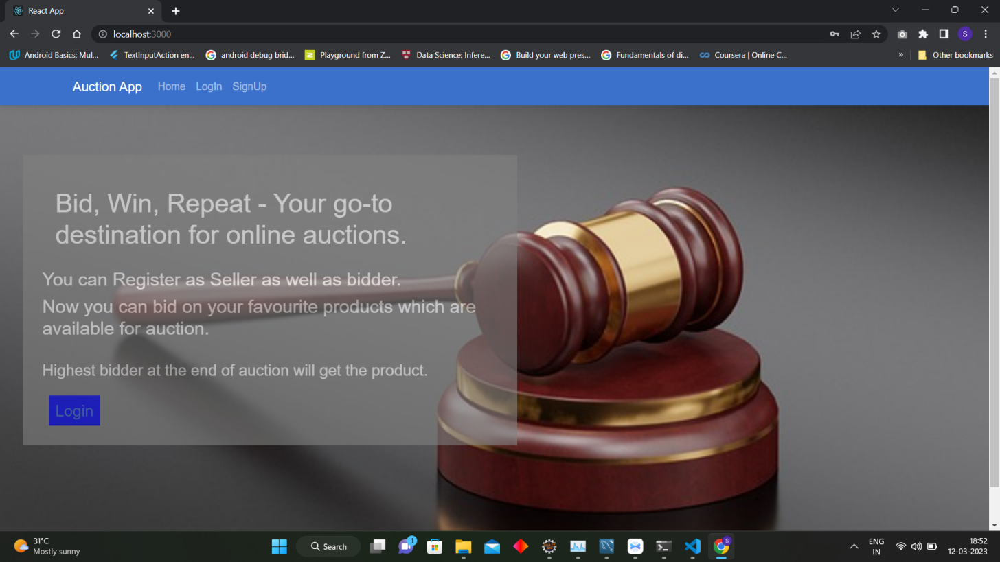 React App
localhost:3000
S
Android Basics: Mul...
TextInputAction en...
android debug brid...
Playground from Z...
Data Science: Infere...
Build your web pres...
Fundamentals of di...
Coursera | Online C...
»
Other bookmarks
Auction App Home LogIn SignUp
Bid, Win, Repeat - Your go-to
destination for online auctions.
You can Register as Seller as well as bidder.
Now you can bid on your favourite products which are
available for auction.
Highest bidder at the end of auction will get the product.
Login
31°C
Mostly sunny
Search
1
S
ENG
IN
18:52
12-03-2023